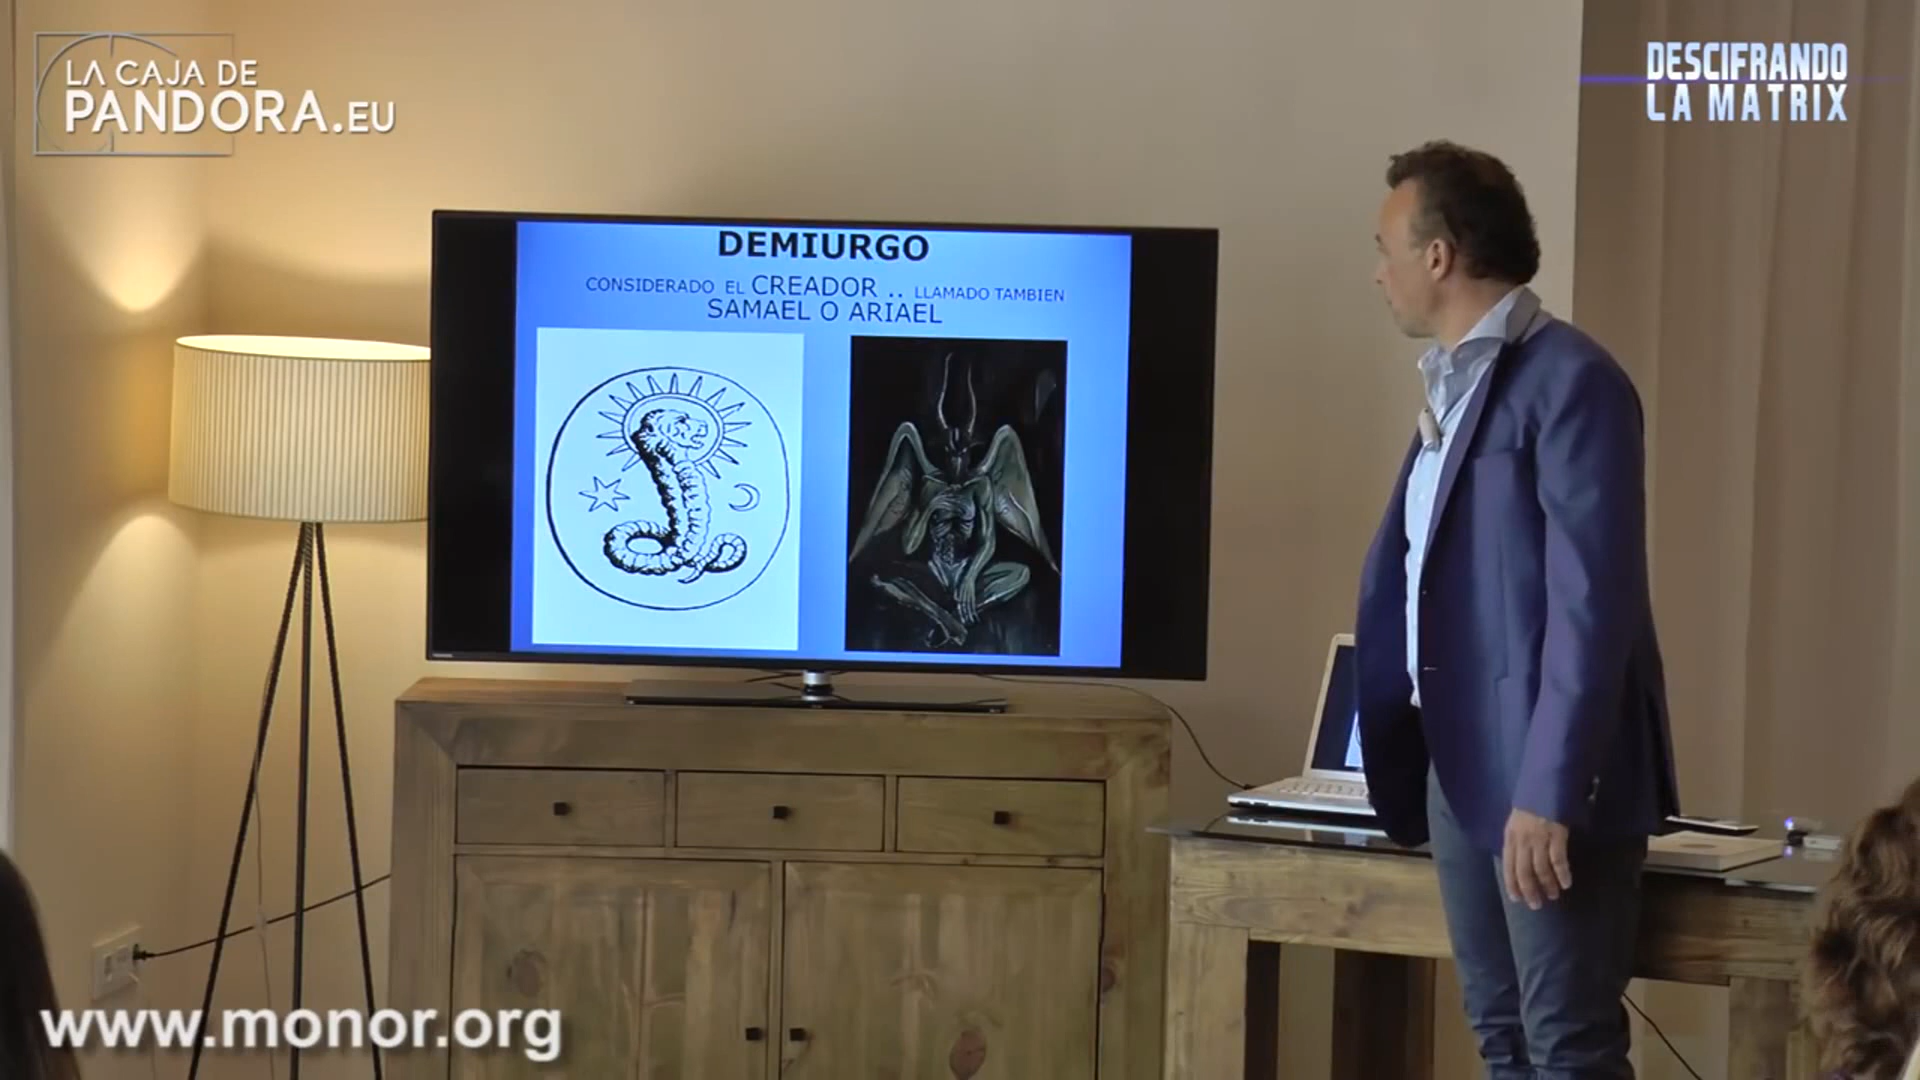 LA CAJA DE
PANDORA.EU
DESCIFRANDO
LA MATRIX
DEMIURGO
CONSIDERADO EL CREADOR .. LLAMADO TAMBIEN
SAMAEL O ARIAEL
www.monor.org